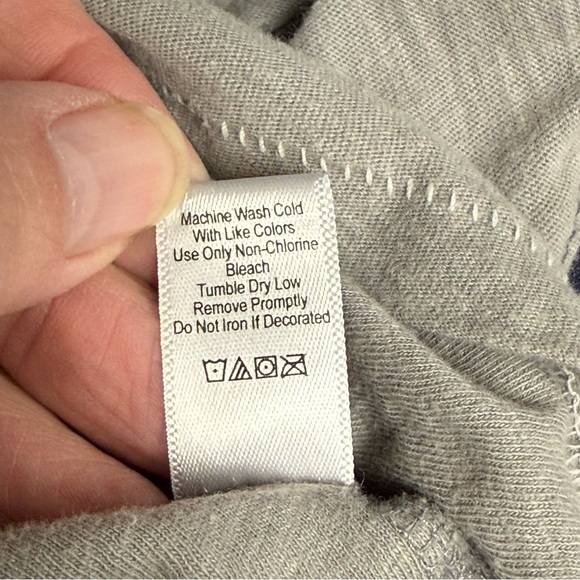 Machine Wash Cold
With Like Colors
Use Only Non-Chlorine
Bleach
Tumble Dry Low
Remove Promptly
Do Not Iron If Decorated